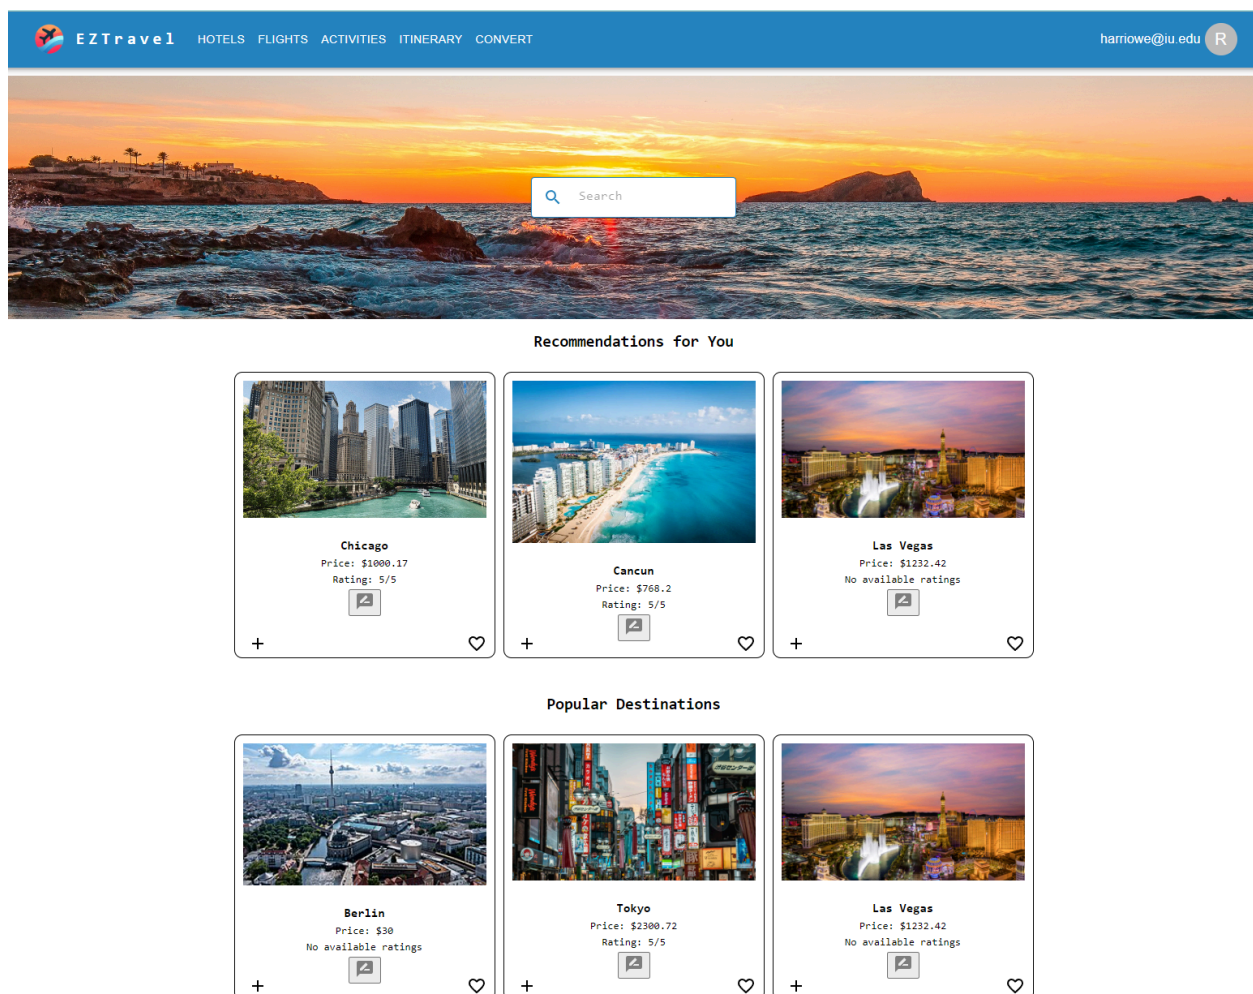 EZTravel HOTELS FLIGHTS ACTIVITIES ITINERARY CONVERT harriowe@iu.edu R
Search
Recommendations for You
Chicago
Price: $1000.17
Rating: 5/5
Cancun
Price: $768.2
Rating: 5/5
Las Vegas
Price: $1232.42
No available ratings
Popular Destinations
Berlin
Price: $30
No available ratings
Tokyo
Price: $2300.72
Rating: 5/5
Las Vegas
Price: $1232.42
No available ratings